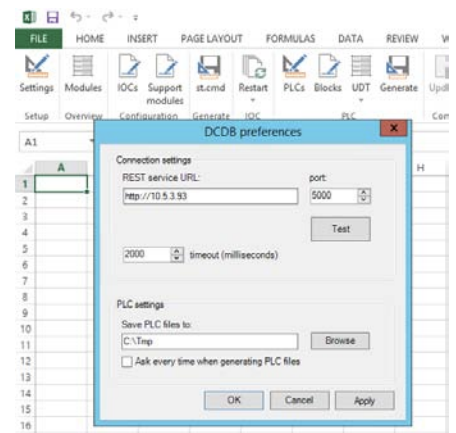 FILE HOME INSERT PAGE LAYOUT FORMULAS DATA REVIEW
Settings Modules IOCs Support modules st.cmd Restart PLCs Blocks UDT Generate
Setup Overview Configuration Generate IOC PLC
DCDB preferences
A1
A H
Connection settings
REST service URL: port:
http://10.5.3.93 5000
Test
2000 timeout (milliseconds)
PLC settings
Save PLC files to:
C:\Tmp Browse
Ask every time when generating PLC files
OK Cancel Apply
1
2
3
4
5
6
7
8
9
10
11
12
13
14
15
16